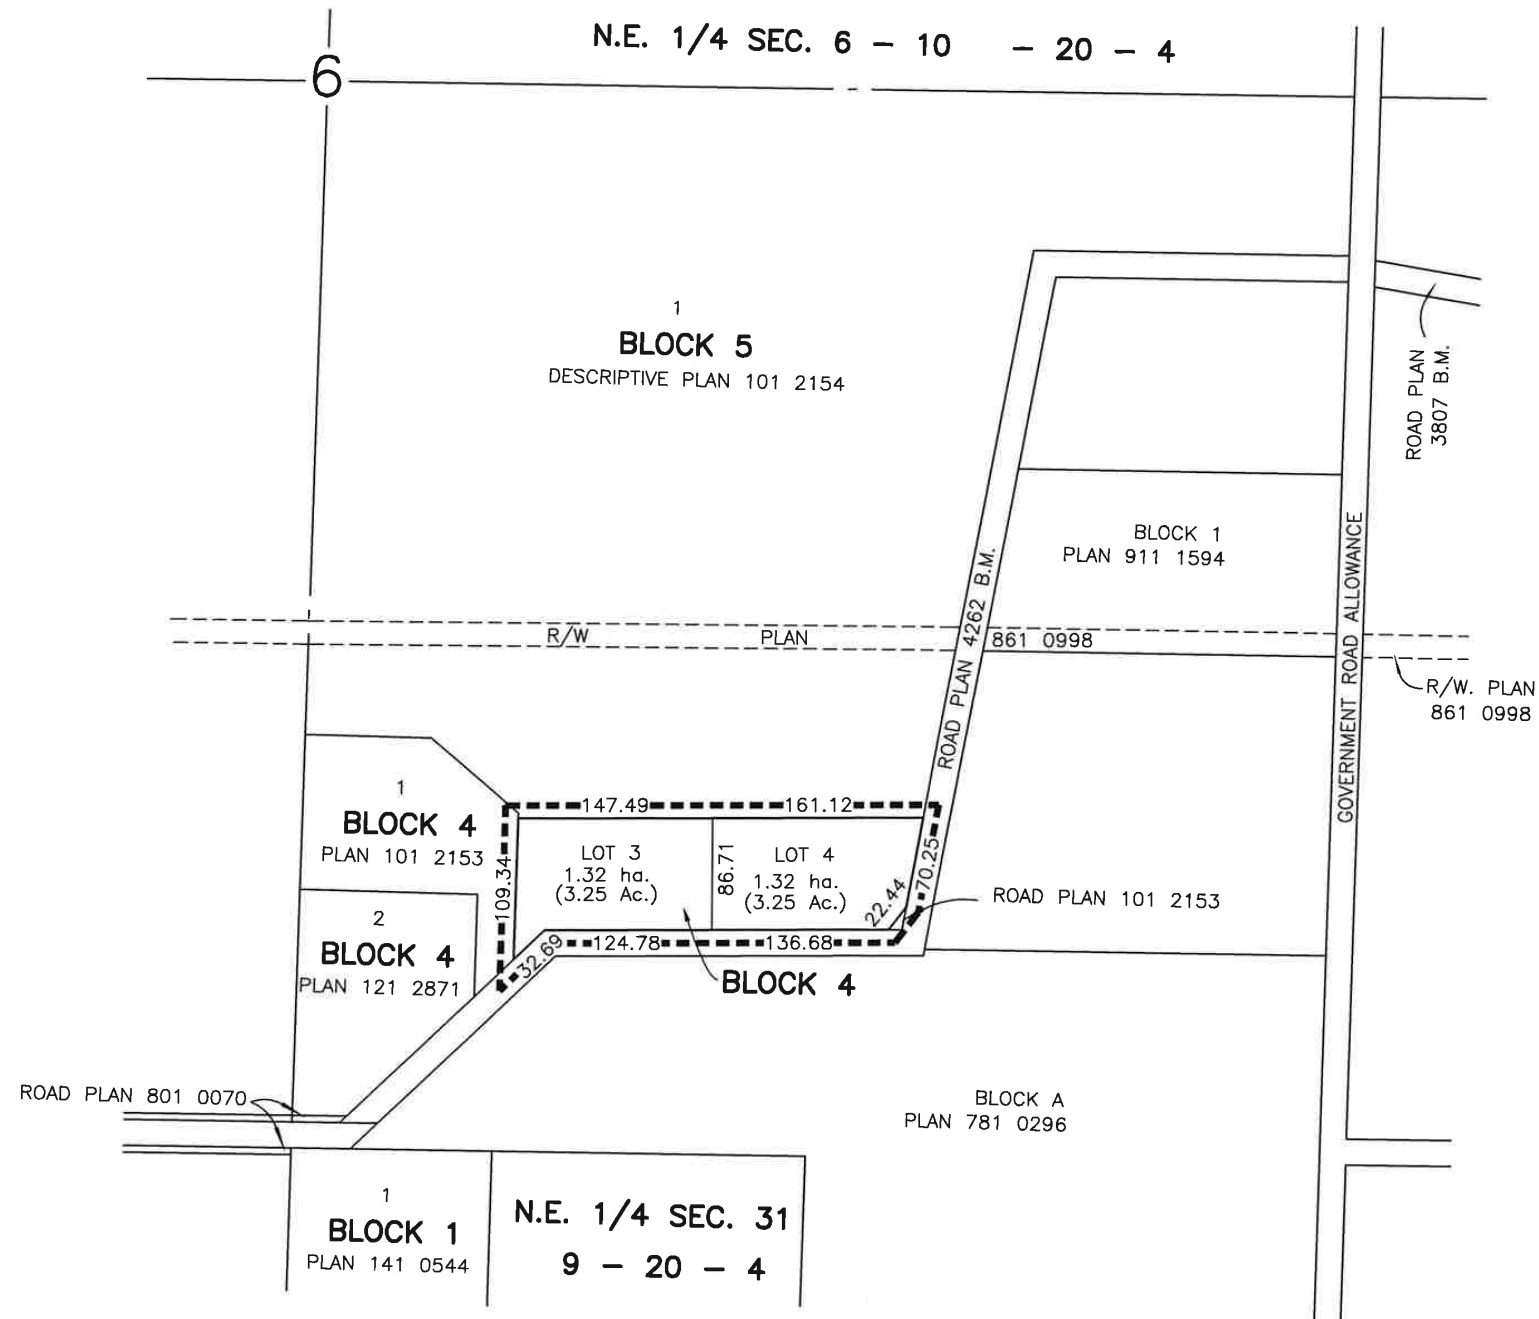 N.E. 1/4 SEC. 6 - 10 - 20 - 4
6
1
BLOCK 5
DESCRIPTIVE PLAN 101 2154
ROAD PLAN
3807 B.M.
BLOCK 1
PLAN 911 1594
GOVERNMENT ROAD ALLOWANCE
ROAD PLAN 4262 B.M.
R/W PLAN 861 0998
R/W. PLAN
861 0998
1
BLOCK 4
PLAN 101 2153
147.49
161.12
109.34
LOT 3
1.32 ha.
(3.25 Ac.)
86.71
LOT 4
1.32 ha.
(3.25 Ac.)
22.44
70.25
ROAD PLAN 101 2153
2
BLOCK 4
PLAN 121 2871
32.69
124.78
136.68
BLOCK 4
ROAD PLAN 801 0070
BLOCK A
PLAN 781 0296
1
BLOCK 1
PLAN 141 0544
N.E. 1/4 SEC. 31
9 - 20 - 4